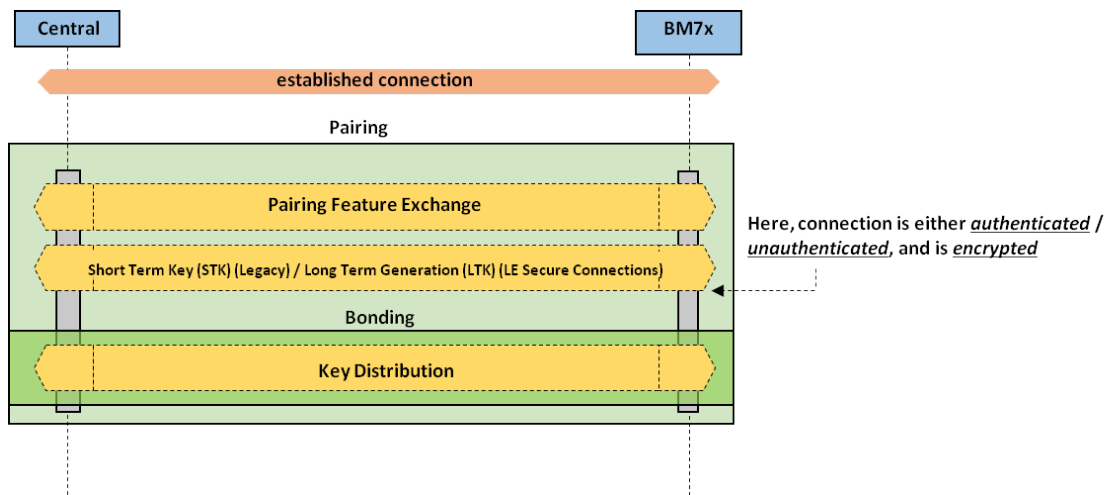 Central
BM7x
established connection
Pairing
Pairing Feature Exchange
Here, connection is either authenticated /
unauthenticated, and is encrypted
Short Term Key (STK) (Legacy) / Long Term Generation (LTK) (LE Secure Connections)
Bonding
Key Distribution